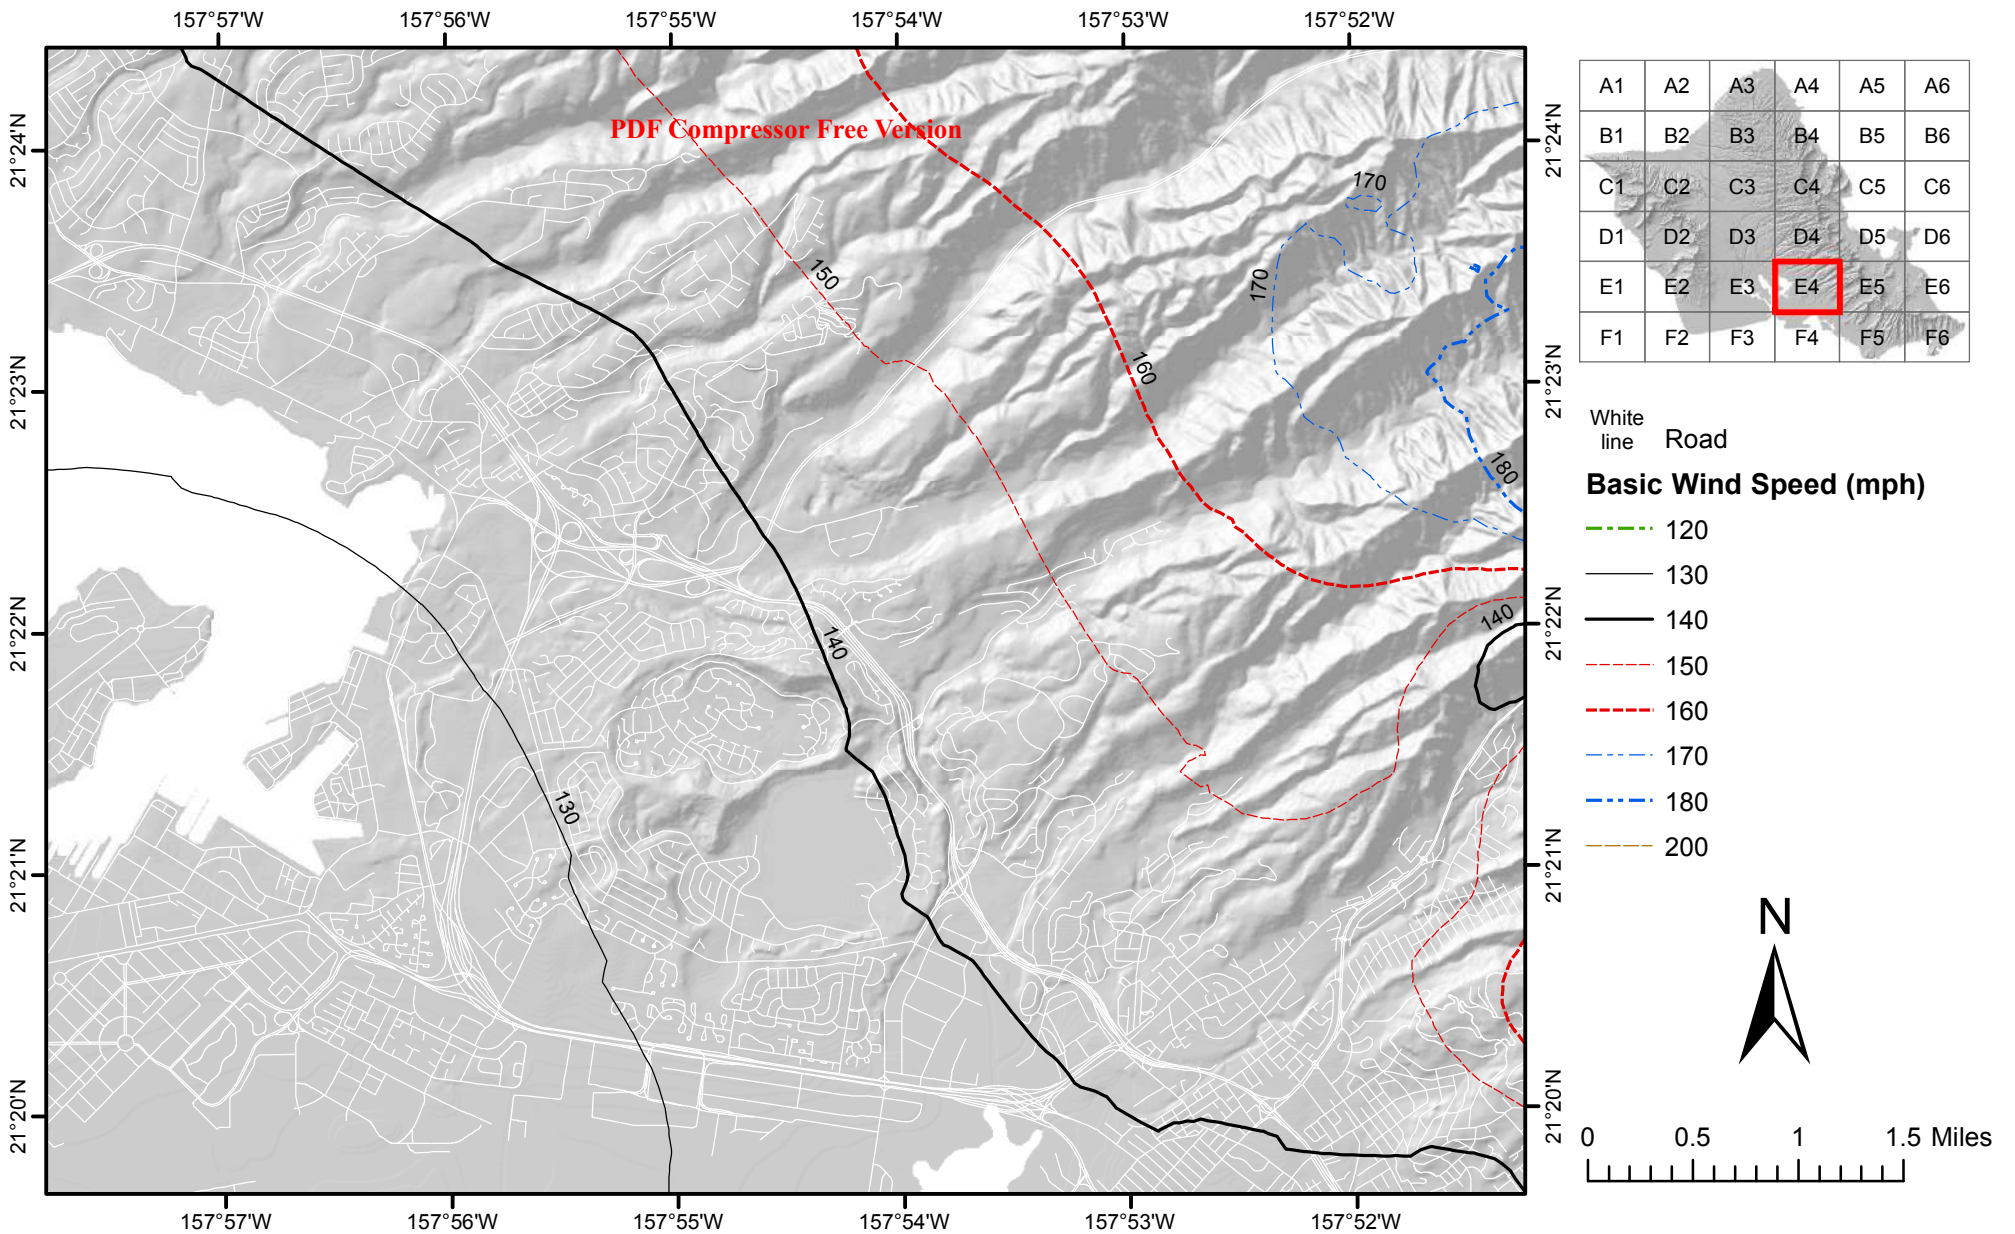 157°57'W 157°56'W 157°55'W 157°54'W 157°53'W 157°52'W
21°24'N
21°23'N
21°22'N
21°21'N
21°20'N
PDF Compressor Free Version
170
150
170
160
180
140
140
130
21°24'N
21°23'N
21°22'N
21°21'N
21°20'N
157°57'W 157°56'W 157°55'W 157°54'W 157°53'W 157°52'W
A1 A2 A3 A4 A5 A6
B1 B2 B3 B4 B5 B6
C1 C2 C3 C4 C5 C6
D1 D2 D3 D4 D5 D6
E1 E2 E3 E4 E5 E6
F1 F2 F3 F4 F5 F6
White
line Road
Basic Wind Speed (mph)
120
130
140
150
160
170
180
200
N
0 0.5 1 1.5 Miles